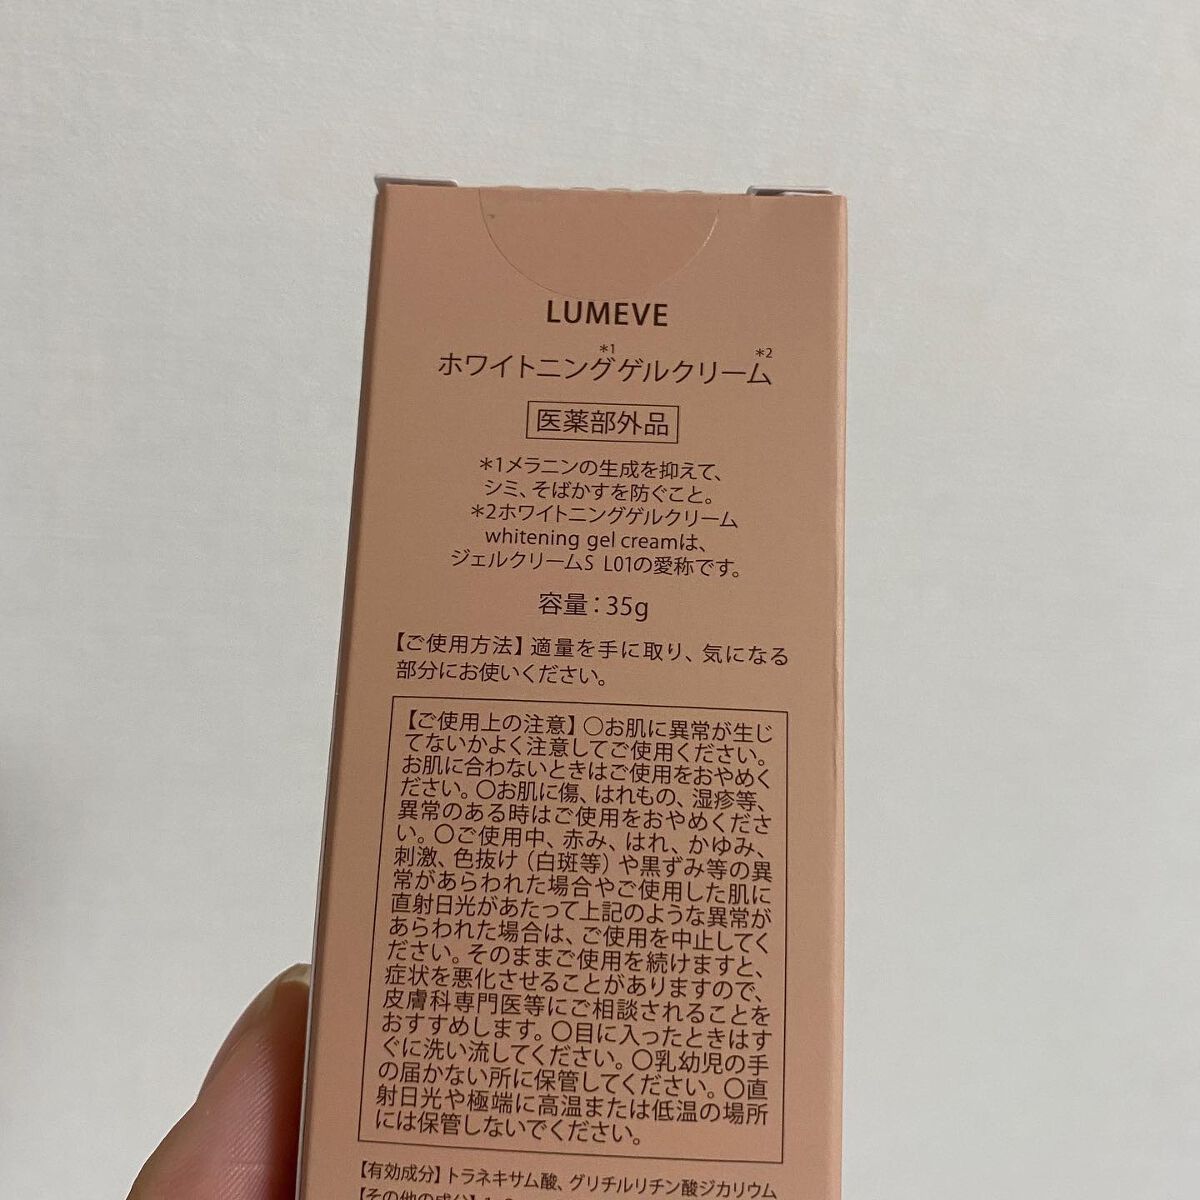 LUMEVE
ホワイトニング*1ゲルクリーム*2
医薬部外品
*1メラニンの生成を抑えて、
シミ、そばかすを防ぐこと。
*2ホワイトニングゲルクリーム
whitening gel creamは、
ジェルクリームS L01の愛称です。
容量：35g
【ご使用方法】適量を手に取り、気になる
部分にお使いください。
【ご使用上の注意】〇お肌に異常が生じ
てないかよく注意してご使用ください。
お肌に合わないときはご使用をおやめく
ださい。〇お肌に傷、はれもの、湿疹等、
異常のある時はご使用をおやめくださ
い。〇ご使用中、赤み、はれ、かゆみ、
刺激、色抜け（白斑等）や黒ずみ等の異
常があらわれた場合やご使用した肌に
直射日光があたって上記のような異常が
あらわれた場合は、ご使用を中止してく
ださい。そのままご使用を続けますと、
症状を悪化させることがありますので、
皮膚科専門医等にご相談されることを
おすすめします。〇目に入ったときはす
ぐに洗い流してください。〇乳幼児の手
の届かない所に保管してください。〇直
射日光や極端に高温または低温の場所
には保管しないでください。
【有効成分】トラネキサム酸、グリチルリチン酸ジカリウム
【その他の成分】